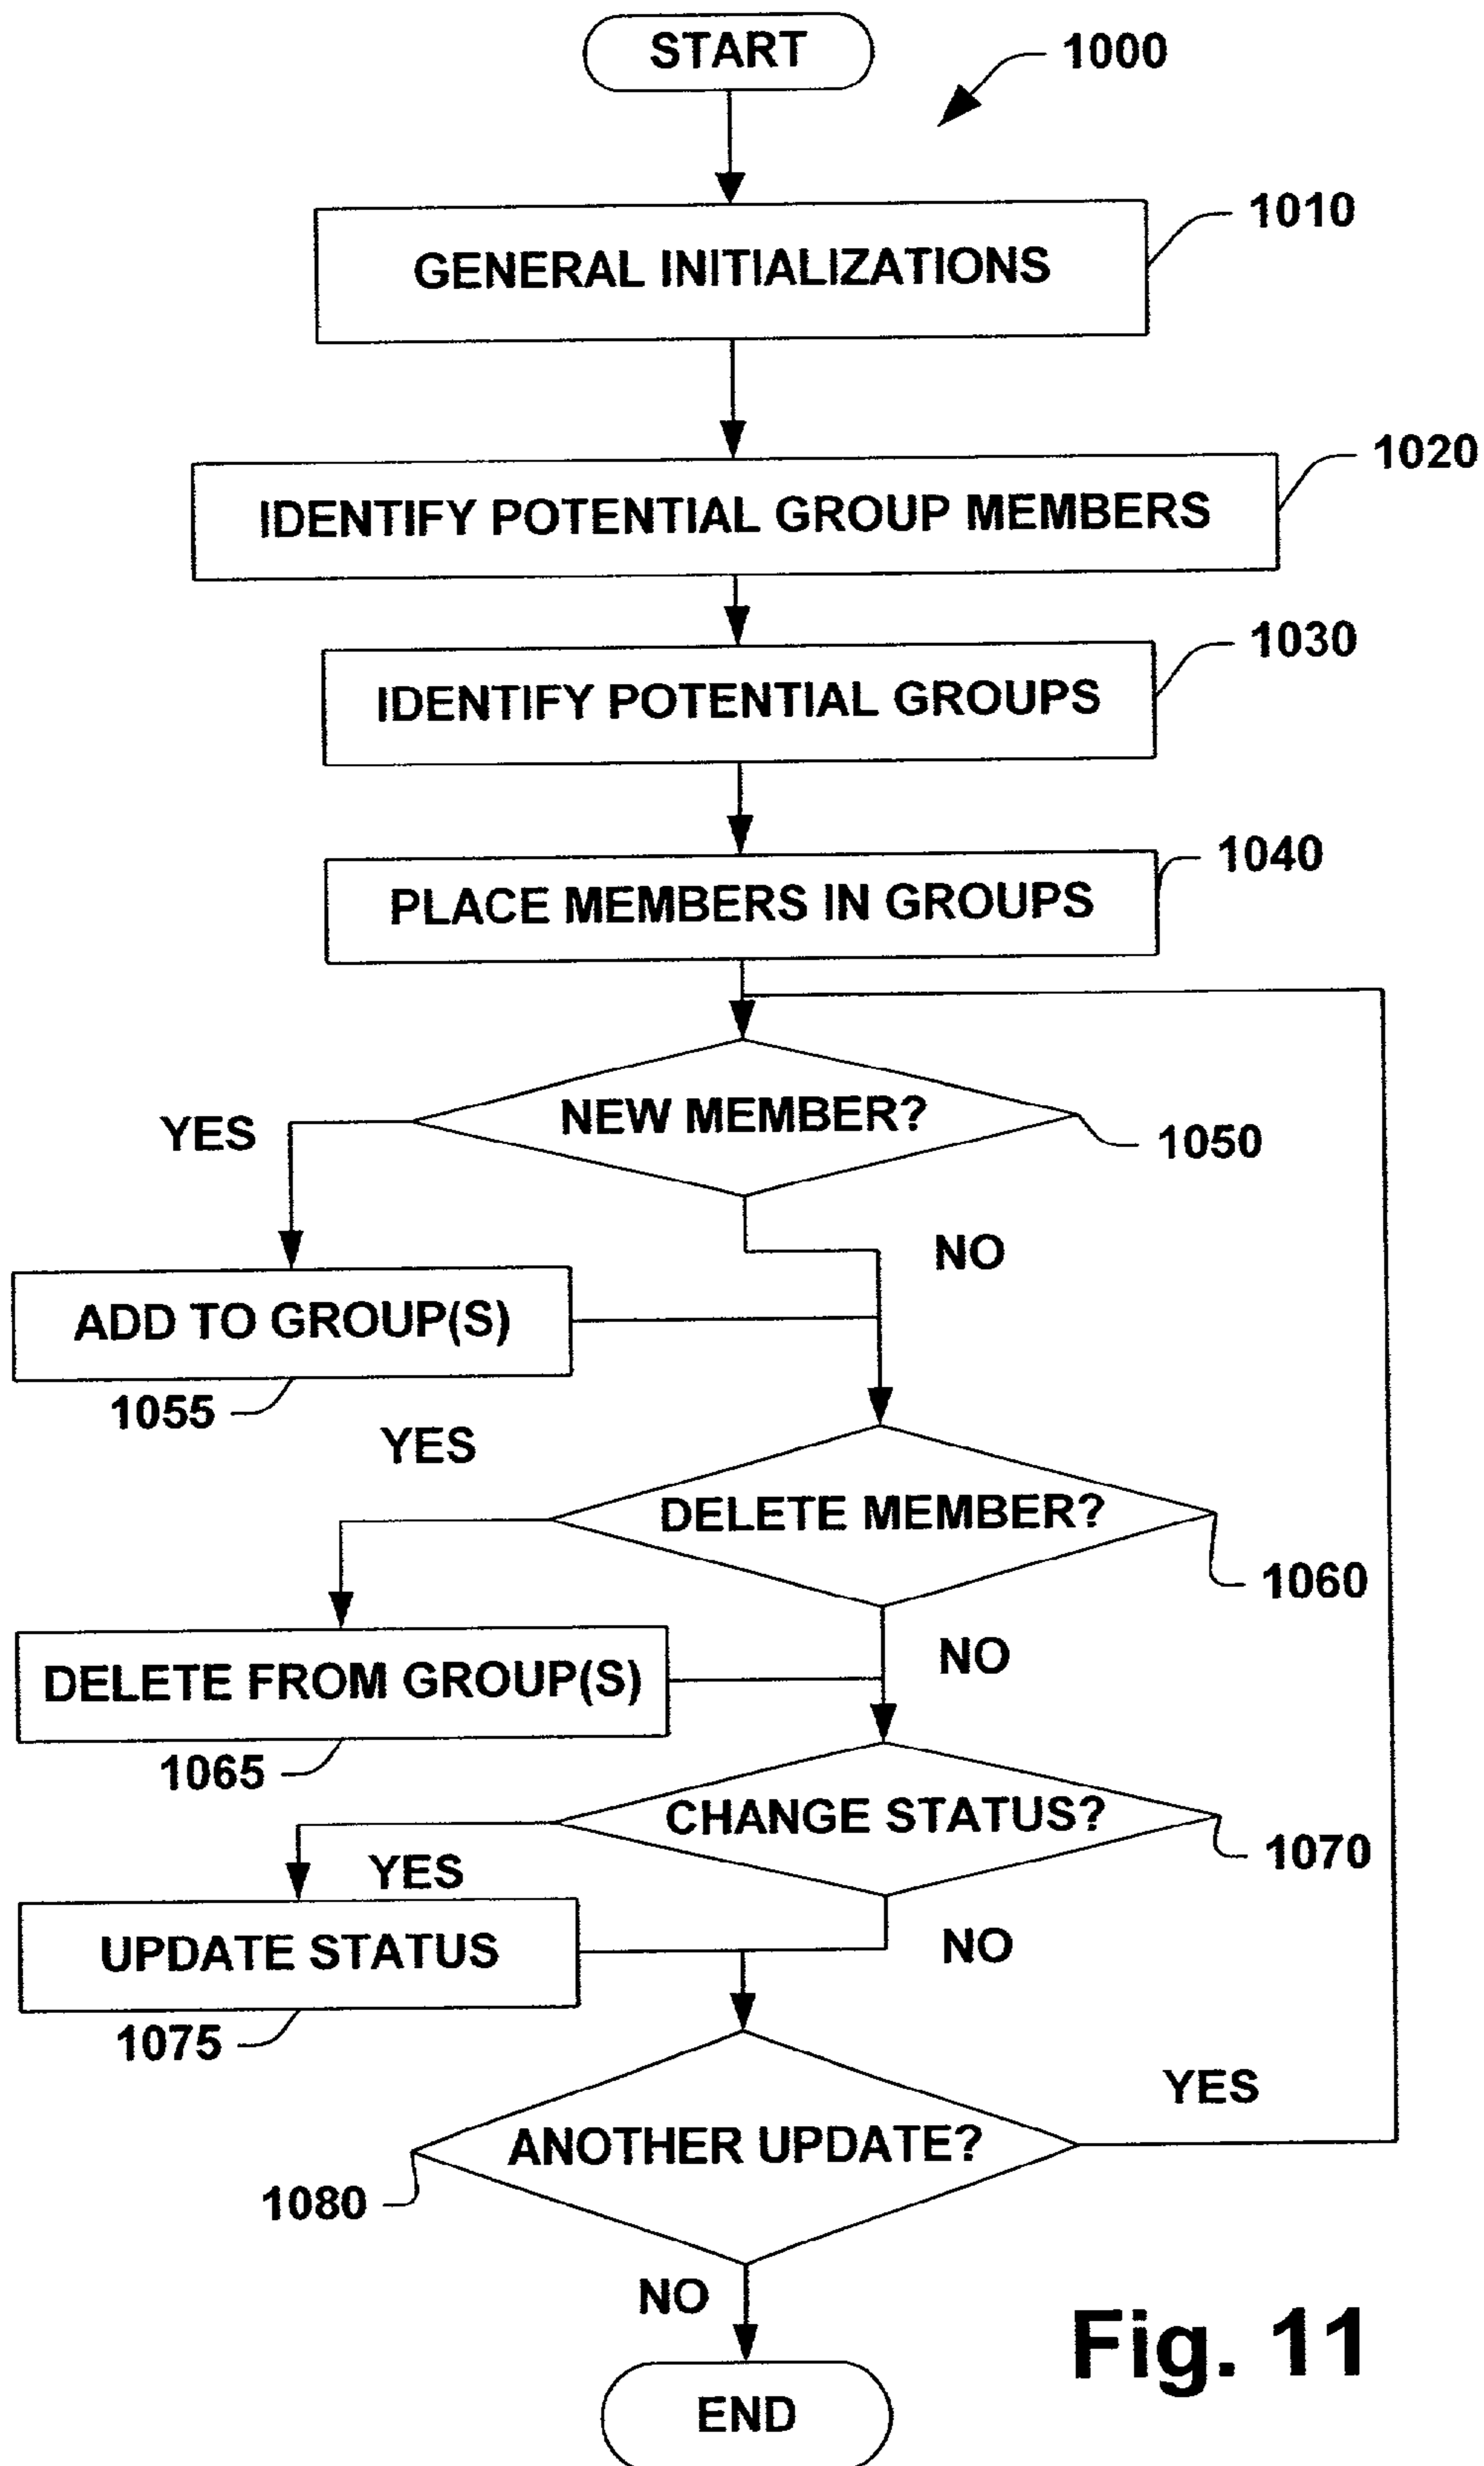 START
1000
GENERAL INITIALIZATIONS
1010
IDENTIFY POTENTIAL GROUP MEMBERS
1020
IDENTIFY POTENTIAL GROUPS
1030
PLACE MEMBERS IN GROUPS
1040
NEW MEMBER?
1050
YES
NO
ADD TO GROUP(S)
1055
YES
DELETE MEMBER?
1060
NO
DELETE FROM GROUP(S)
1065
CHANGE STATUS?
1070
YES
NO
UPDATE STATUS
1075
YES
ANOTHER UPDATE?
1080
NO
END
Fig. 11